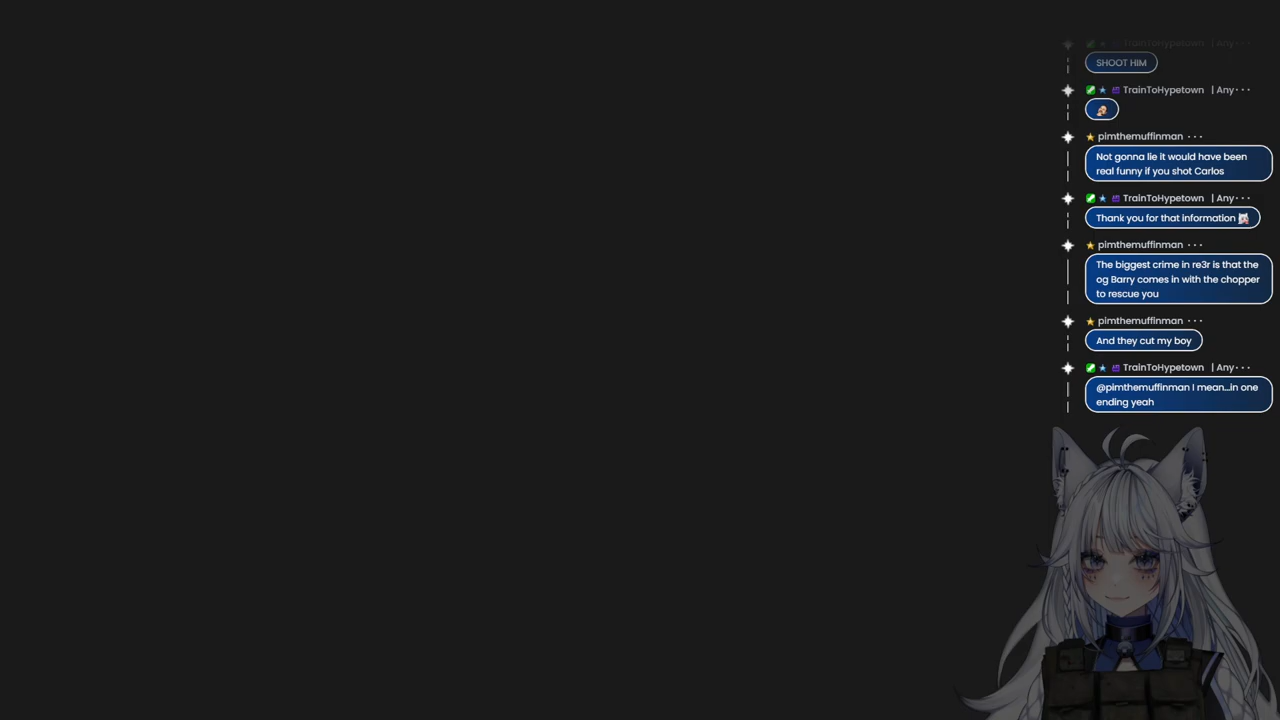 TrainToHypetown | Any···
SHOOT HIM
TrainToHypetown | Any···
pimthemuffinman ···
Not gonna lie it would have been
real funny if you shot Carlos
TrainToHypetown | Any···
Thank you for that information
pimthemuffinman ···
The biggest crime in re3r is that the
og Barry comes in with the chopper
to rescue you
pimthemuffinman ···
And they cut my boy
TrainToHypetown | Any···
@pimthemuffinman I mean...in one
ending yeah